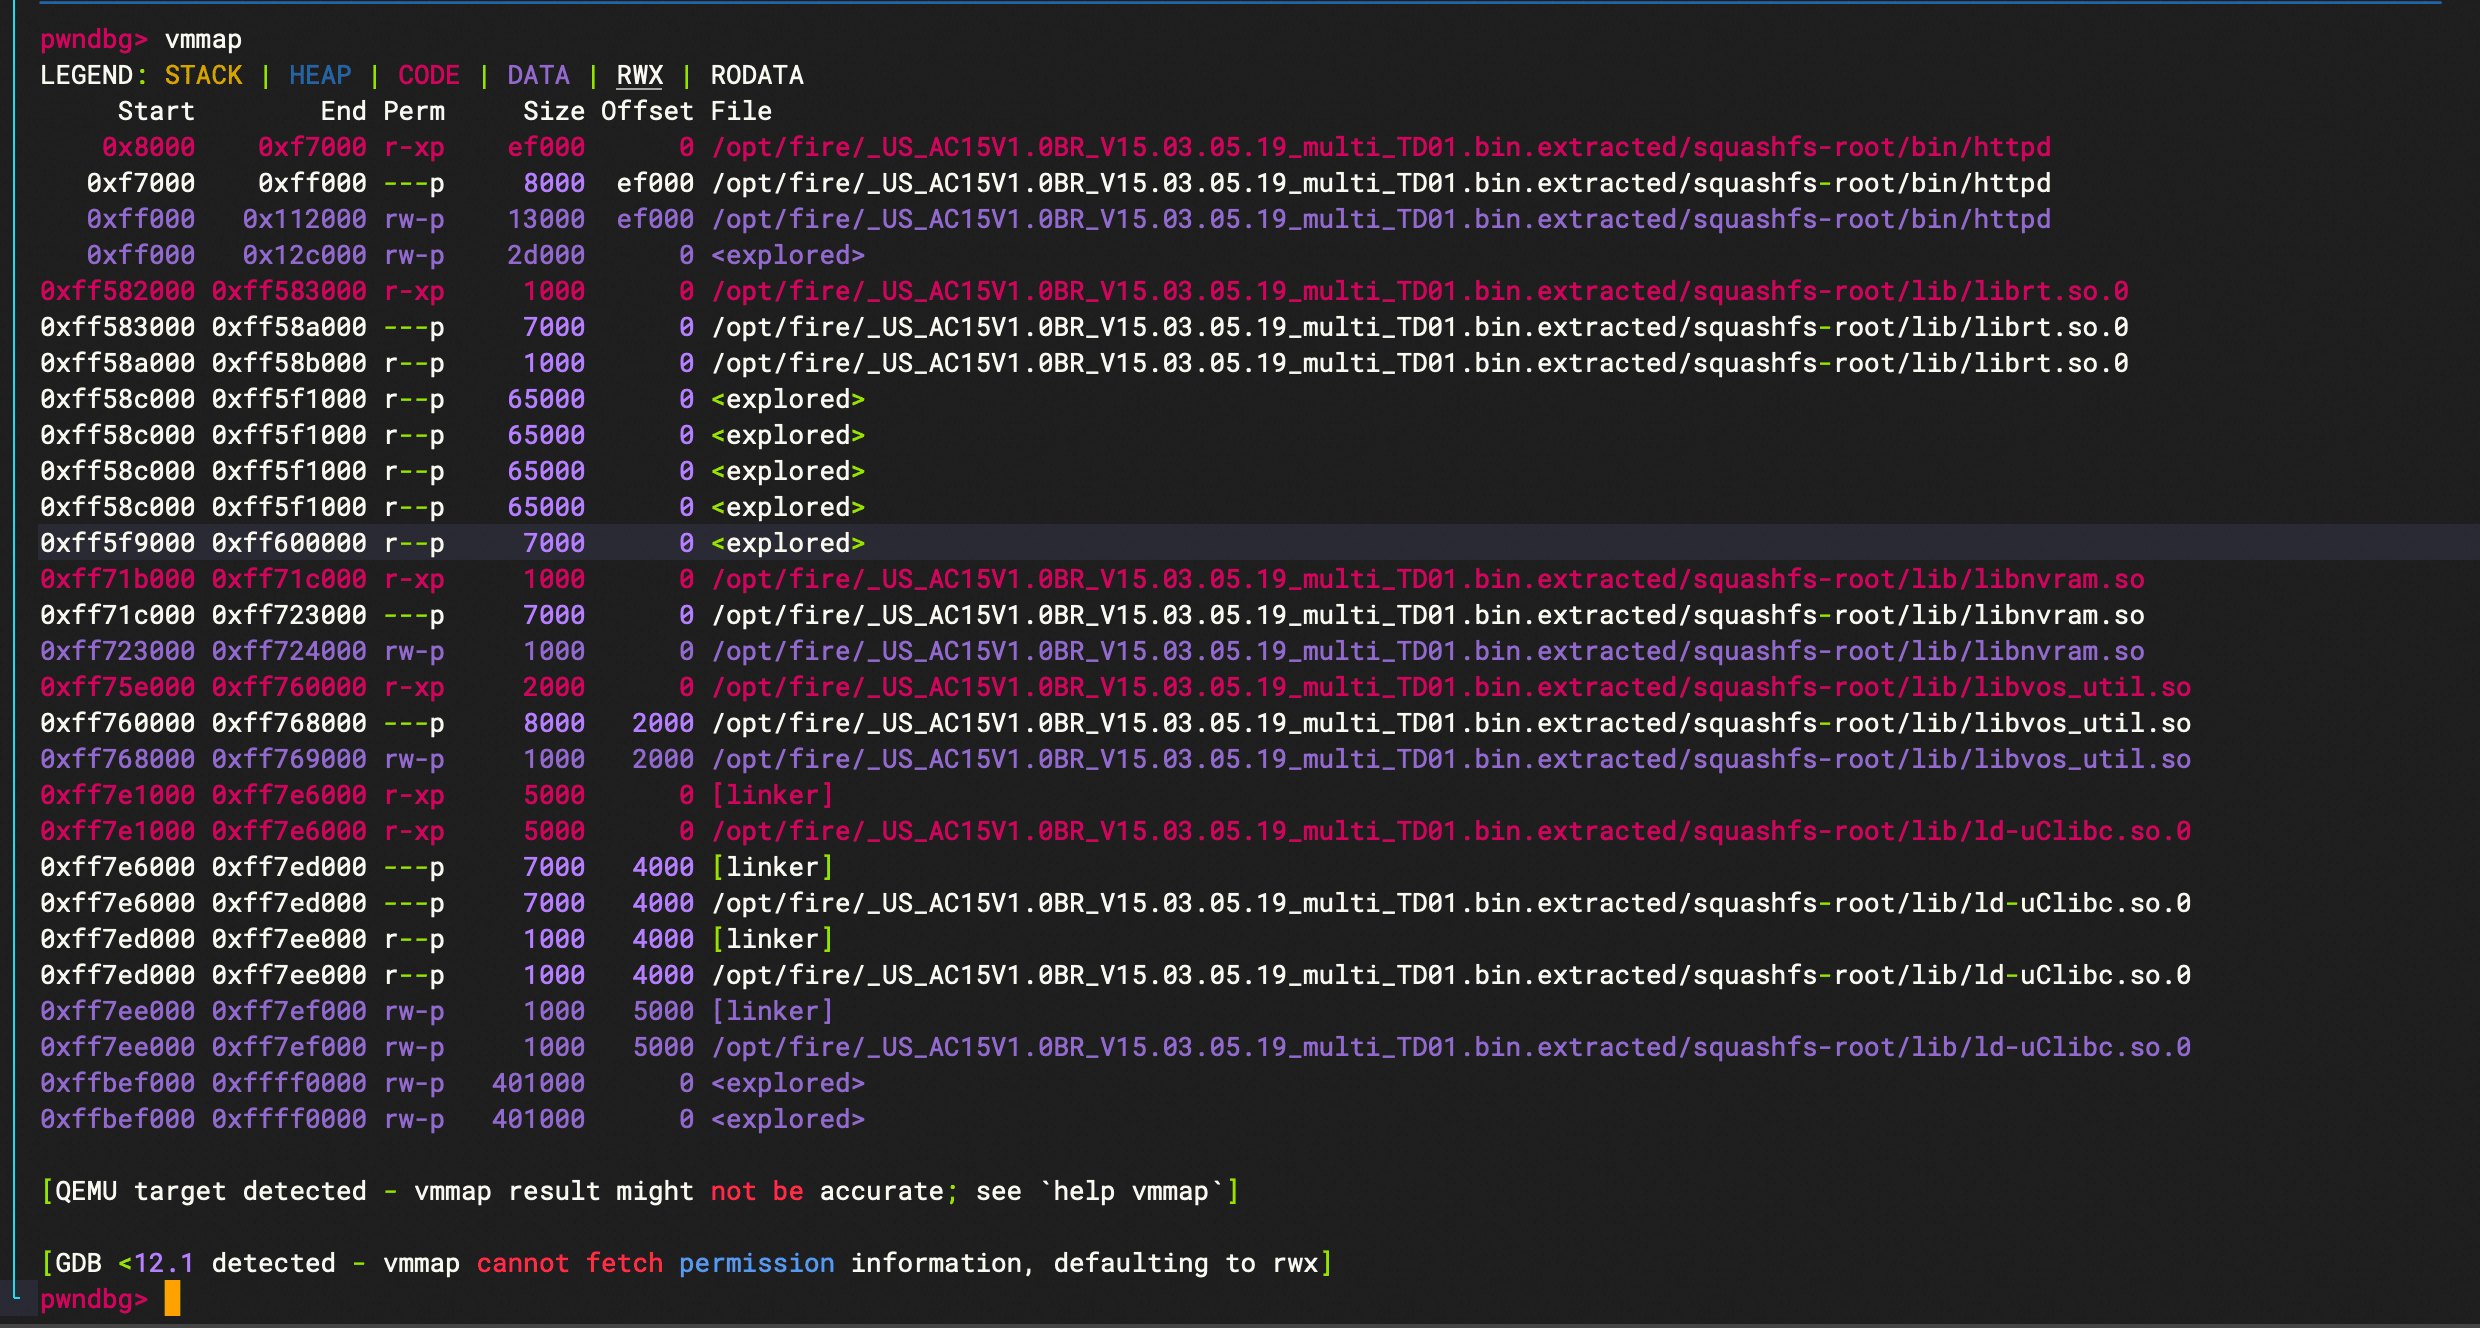 pwndbg> vmmap
LEGEND: STACK | HEAP | CODE | DATA | RWX | RODATA
     Start        End Perm     Size Offset File
    0x8000    0xf7000 r-xp    ef000      0 /opt/fire/_US_AC15V1.0BR_V15.03.05.19_multi_TD01.bin.extracted/squashfs-root/bin/httpd
   0xf7000    0xff000 ---p     8000  ef000 /opt/fire/_US_AC15V1.0BR_V15.03.05.19_multi_TD01.bin.extracted/squashfs-root/bin/httpd
   0xff000   0x112000 rw-p    13000  ef000 /opt/fire/_US_AC15V1.0BR_V15.03.05.19_multi_TD01.bin.extracted/squashfs-root/bin/httpd
   0xff000   0x12c000 rw-p    2d000      0 <explored>
0xff582000 0xff583000 r-xp     1000      0 /opt/fire/_US_AC15V1.0BR_V15.03.05.19_multi_TD01.bin.extracted/squashfs-root/lib/librt.so.0
0xff583000 0xff58a000 ---p     7000      0 /opt/fire/_US_AC15V1.0BR_V15.03.05.19_multi_TD01.bin.extracted/squashfs-root/lib/librt.so.0
0xff58a000 0xff58b000 r--p     1000      0 /opt/fire/_US_AC15V1.0BR_V15.03.05.19_multi_TD01.bin.extracted/squashfs-root/lib/librt.so.0
0xff58c000 0xff5f1000 r--p    65000      0 <explored>
0xff58c000 0xff5f1000 r--p    65000      0 <explored>
0xff58c000 0xff5f1000 r--p    65000      0 <explored>
0xff58c000 0xff5f1000 r--p    65000      0 <explored>
0xff5f9000 0xff600000 r--p     7000      0 <explored>
0xff71b000 0xff71c000 r-xp     1000      0 /opt/fire/_US_AC15V1.0BR_V15.03.05.19_multi_TD01.bin.extracted/squashfs-root/lib/libnvram.so
0xff71c000 0xff723000 ---p     7000      0 /opt/fire/_US_AC15V1.0BR_V15.03.05.19_multi_TD01.bin.extracted/squashfs-root/lib/libnvram.so
0xff723000 0xff724000 rw-p     1000      0 /opt/fire/_US_AC15V1.0BR_V15.03.05.19_multi_TD01.bin.extracted/squashfs-root/lib/libnvram.so
0xff75e000 0xff760000 r-xp     2000      0 /opt/fire/_US_AC15V1.0BR_V15.03.05.19_multi_TD01.bin.extracted/squashfs-root/lib/libvos_util.so
0xff760000 0xff768000 ---p     8000   2000 /opt/fire/_US_AC15V1.0BR_V15.03.05.19_multi_TD01.bin.extracted/squashfs-root/lib/libvos_util.so
0xff768000 0xff769000 rw-p     1000   2000 /opt/fire/_US_AC15V1.0BR_V15.03.05.19_multi_TD01.bin.extracted/squashfs-root/lib/libvos_util.so
0xff7e1000 0xff7e6000 r-xp     5000      0 [linker]
0xff7e1000 0xff7e6000 r-xp     5000      0 /opt/fire/_US_AC15V1.0BR_V15.03.05.19_multi_TD01.bin.extracted/squashfs-root/lib/ld-uClibc.so.0
0xff7e6000 0xff7ed000 ---p     7000   4000 [linker]
0xff7e6000 0xff7ed000 ---p     7000   4000 /opt/fire/_US_AC15V1.0BR_V15.03.05.19_multi_TD01.bin.extracted/squashfs-root/lib/ld-uClibc.so.0
0xff7ed000 0xff7ee000 r--p     1000   4000 [linker]
0xff7ed000 0xff7ee000 r--p     1000   4000 /opt/fire/_US_AC15V1.0BR_V15.03.05.19_multi_TD01.bin.extracted/squashfs-root/lib/ld-uClibc.so.0
0xff7ee000 0xff7ef000 rw-p     1000   5000 [linker]
0xff7ee000 0xff7ef000 rw-p     1000   5000 /opt/fire/_US_AC15V1.0BR_V15.03.05.19_multi_TD01.bin.extracted/squashfs-root/lib/ld-uClibc.so.0
0xffbef000 0xffff0000 rw-p   401000      0 <explored>
0xffbef000 0xffff0000 rw-p   401000      0 <explored>
[QEMU target detected - vmmap result might not be accurate; see `help vmmap`]
[GDB <12.1 detected - vmmap cannot fetch permission information, defaulting to rwx]
pwndbg>